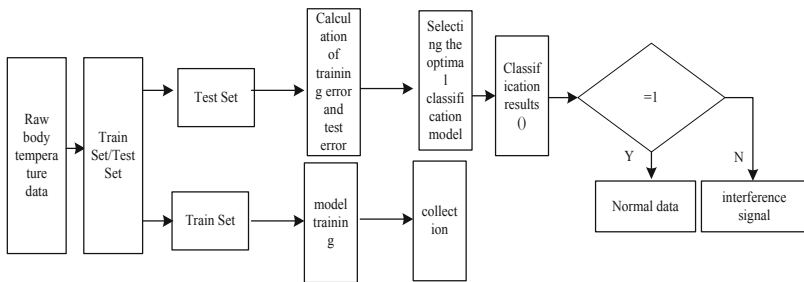 Raw
body
tempera
ture
data
Train
Set/Test
Set
Test Set
Calcul
ation
of
trainin
g error
and
test
error
Selecti
ng the
optima
l
classifi
cation
model
Classif
ication
results
()
=1
Y
N
Normal data
interference
signal
Train Set
model
trainin
g
collect
ion